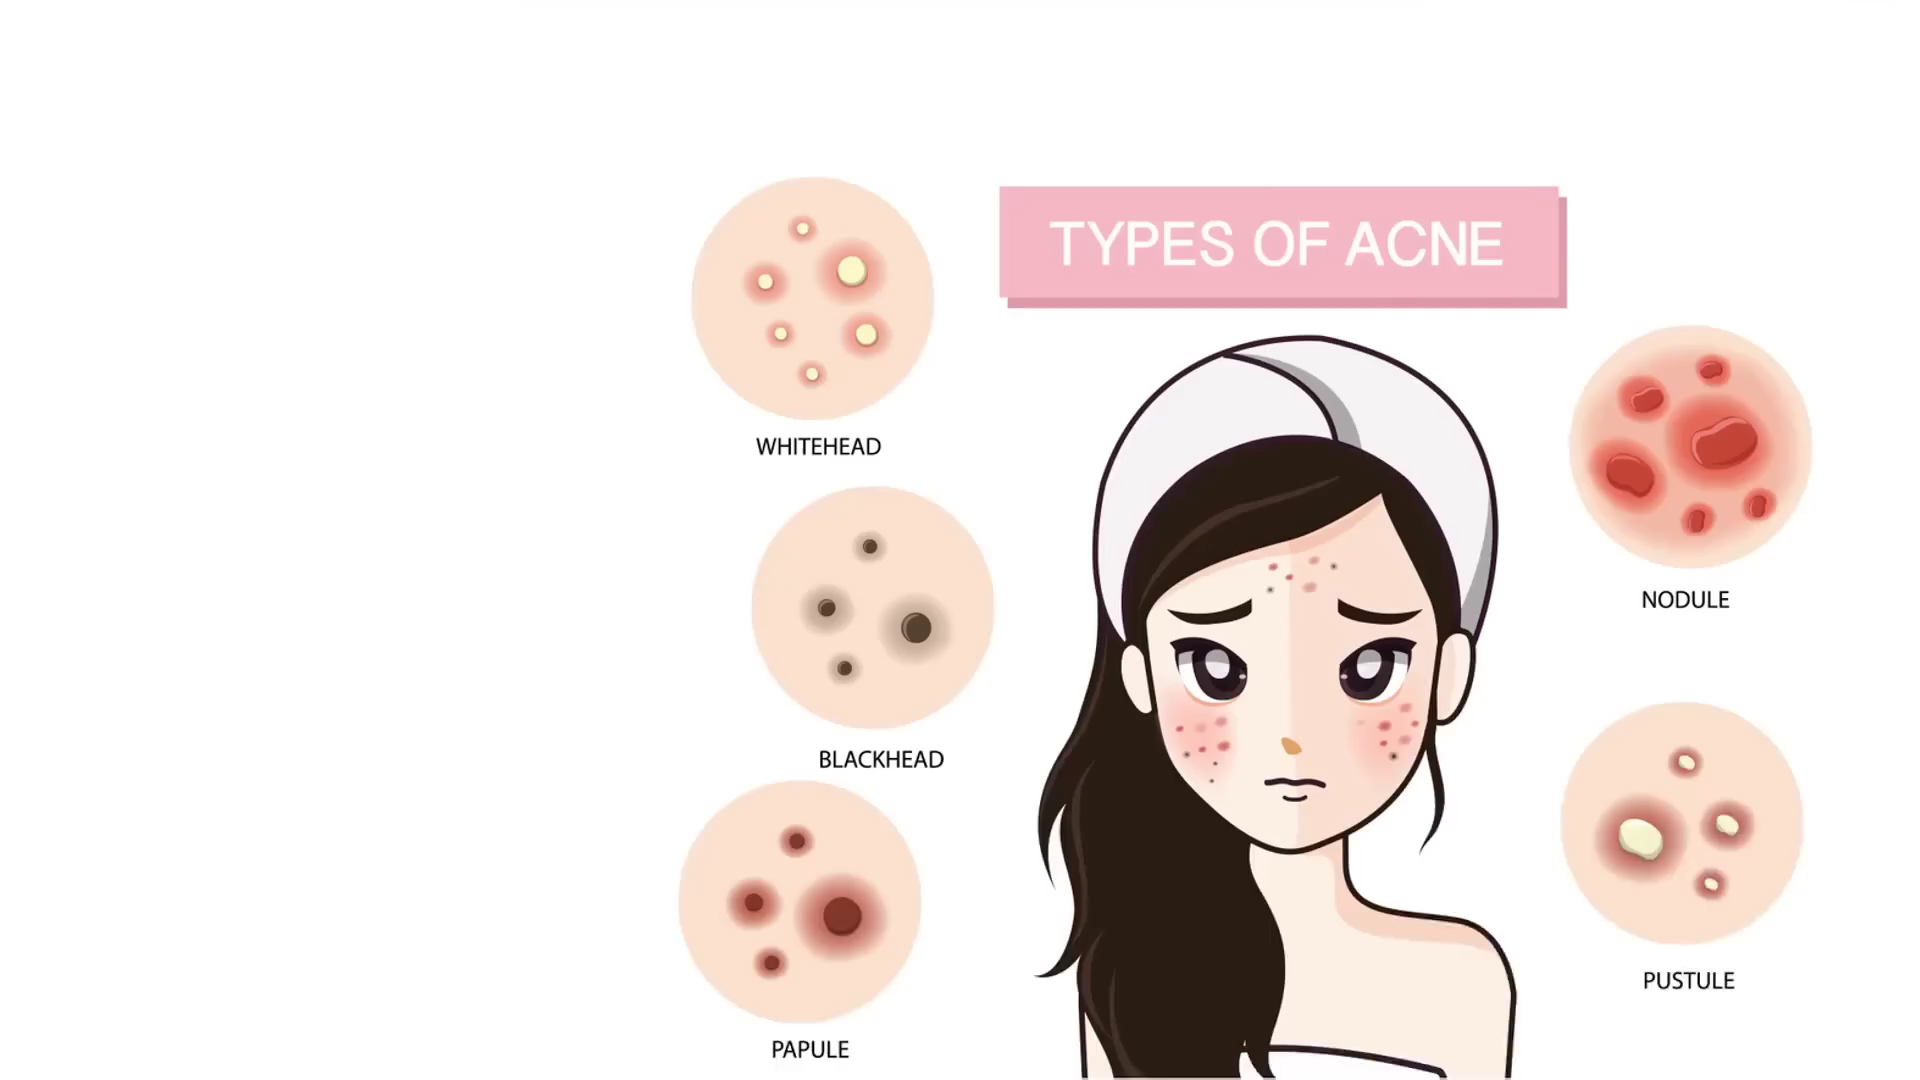 TYPES OF ACNE
WHITEHEAD
BLACKHEAD
PAPULE
NODULE
PUSTULE